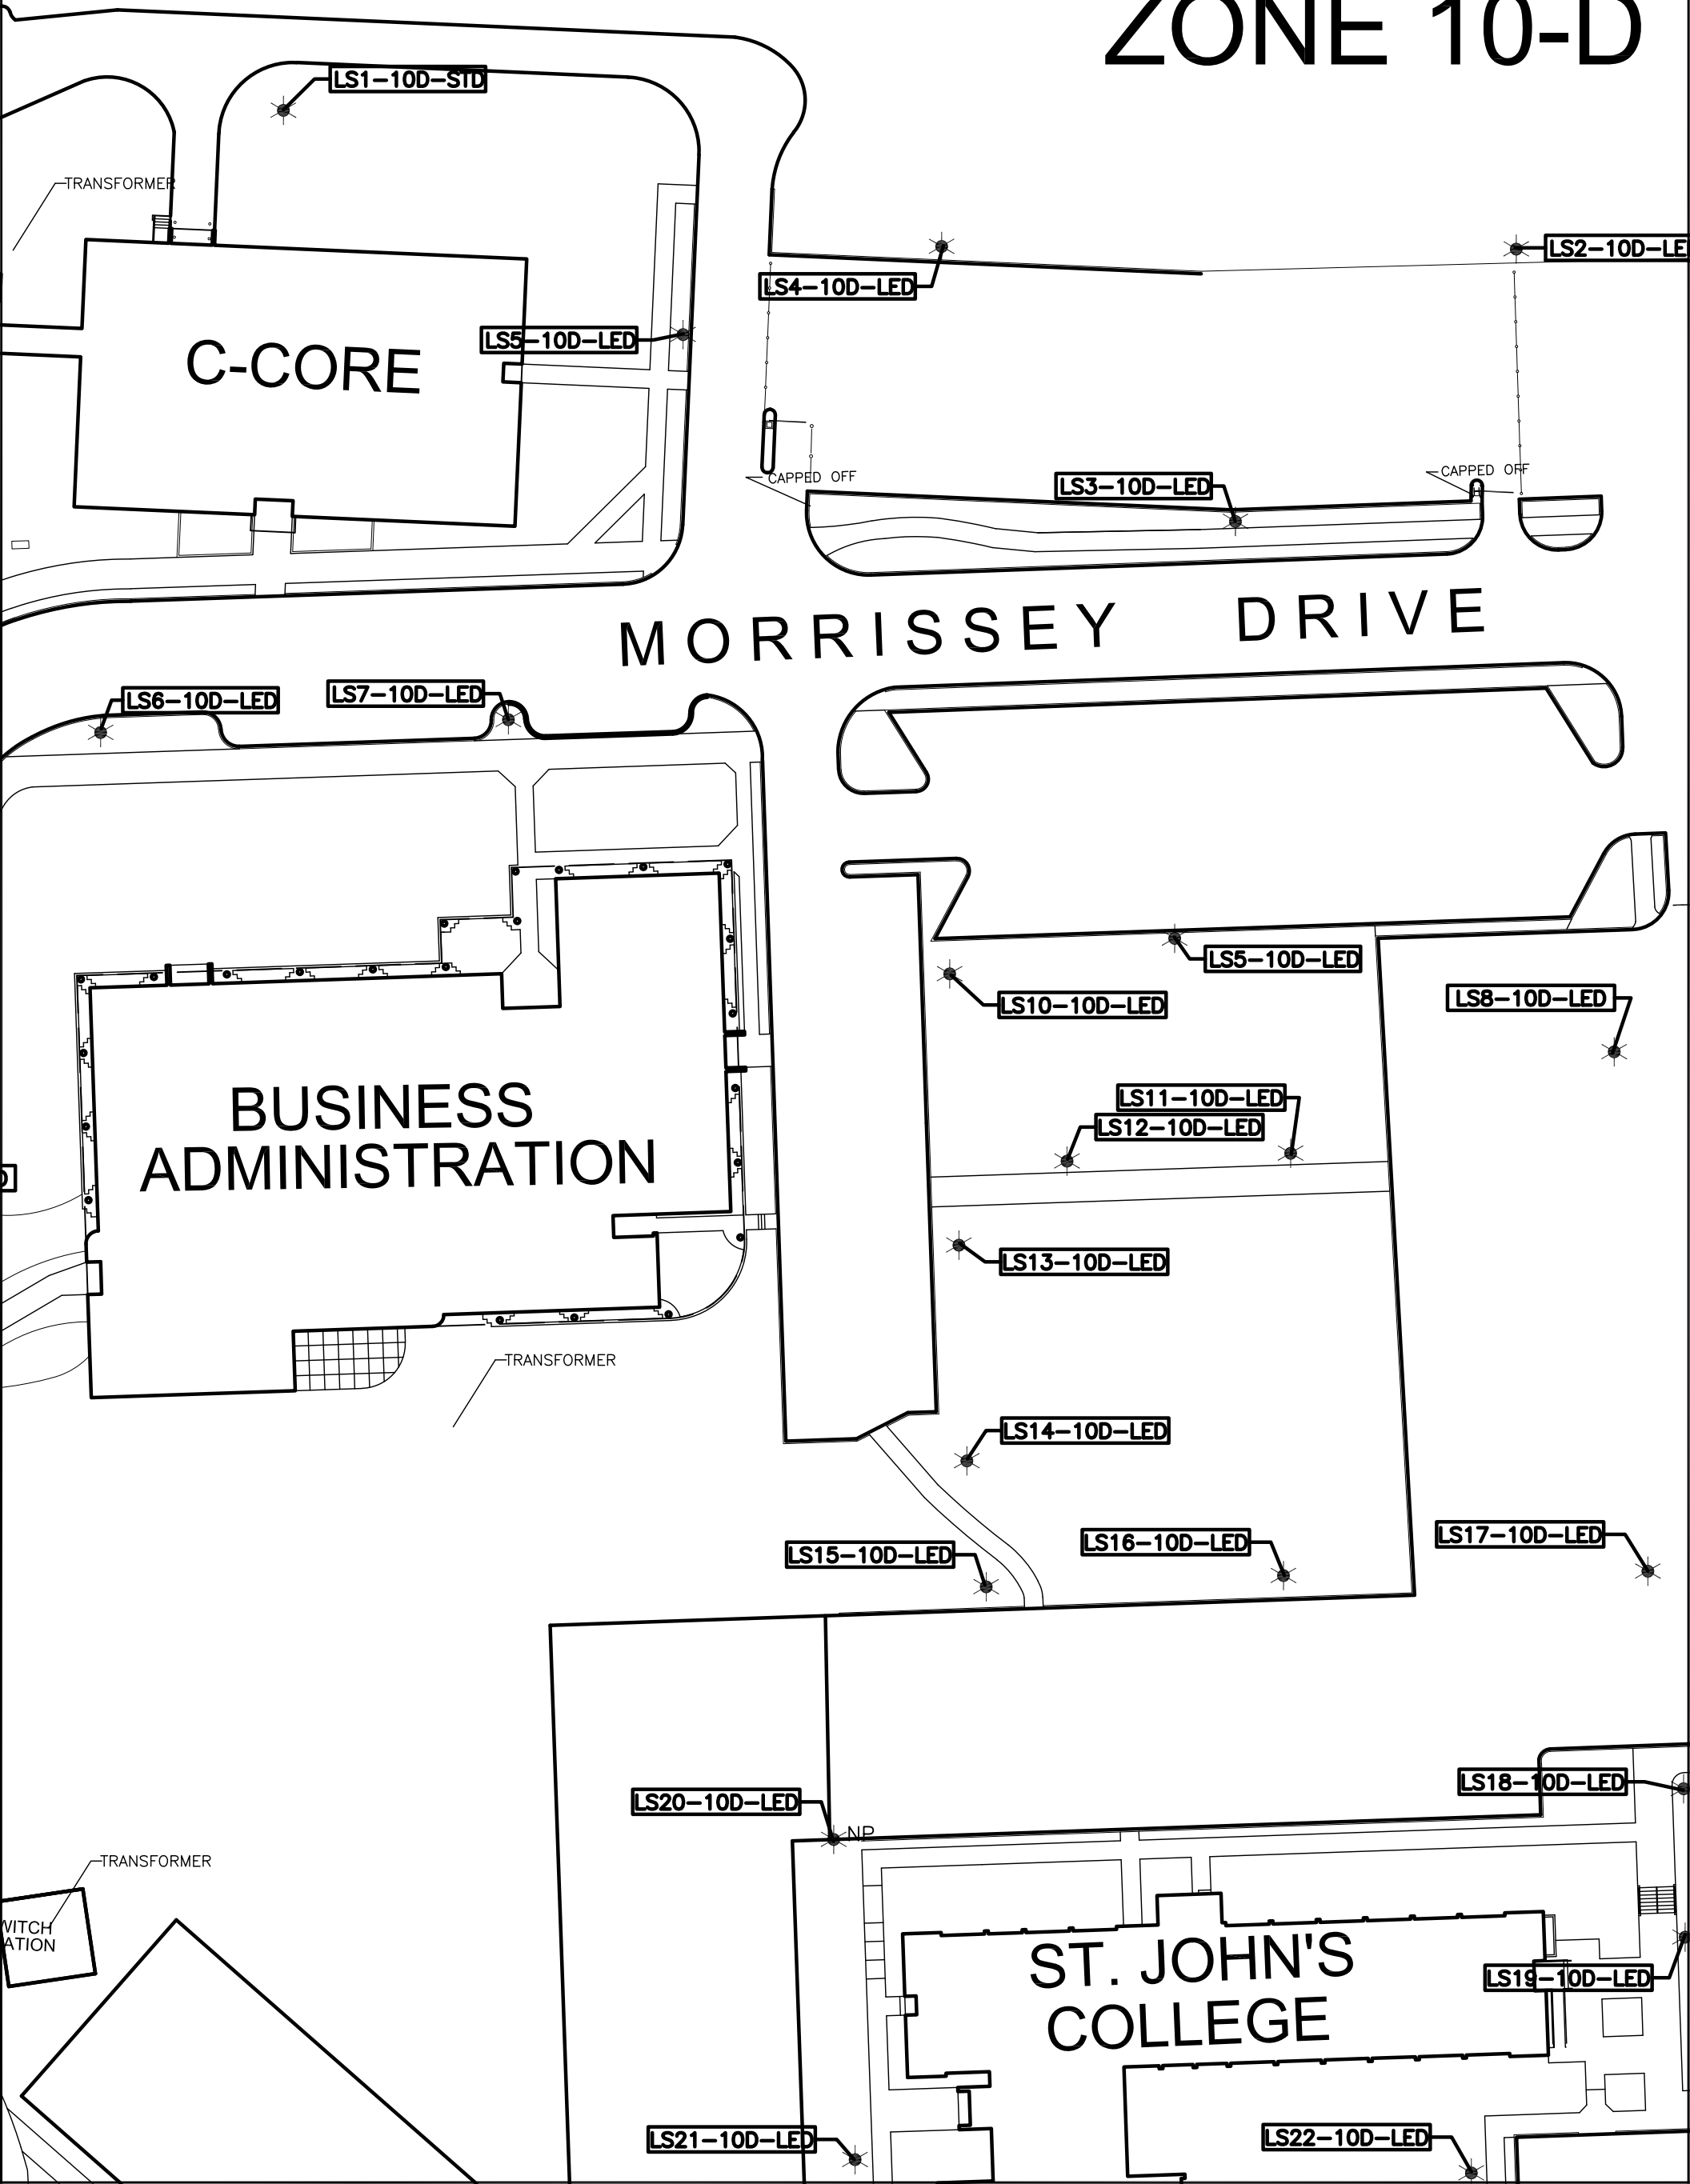 ZONE 10-D
LS1-10D-STD
TRANSFORMER
LS2-10D-LE
LS4-10D-LED
LS5-10D-LED
C-CORE
CAPPED OFF
LS3-10D-LED
CAPPED OFF
MORRISSEY DRIVE
LS6-10D-LED
LS7-10D-LED
LS5-10D-LED
LS10-10D-LED
LS8-10D-LED
BUSINESS
ADMINISTRATION
LS11-10D-LED
LS12-10D-LED
LS13-10D-LED
TRANSFORMER
LS14-10D-LED
LS15-10D-LED
LS16-10D-LED
LS17-10D-LED
LS18-10D-LED
LS20-10D-LED
NP
TRANSFORMER
WITCH
ATION
ST. JOHN'S
COLLEGE
LS19-10D-LED
LS21-10D-LED
LS22-10D-LED